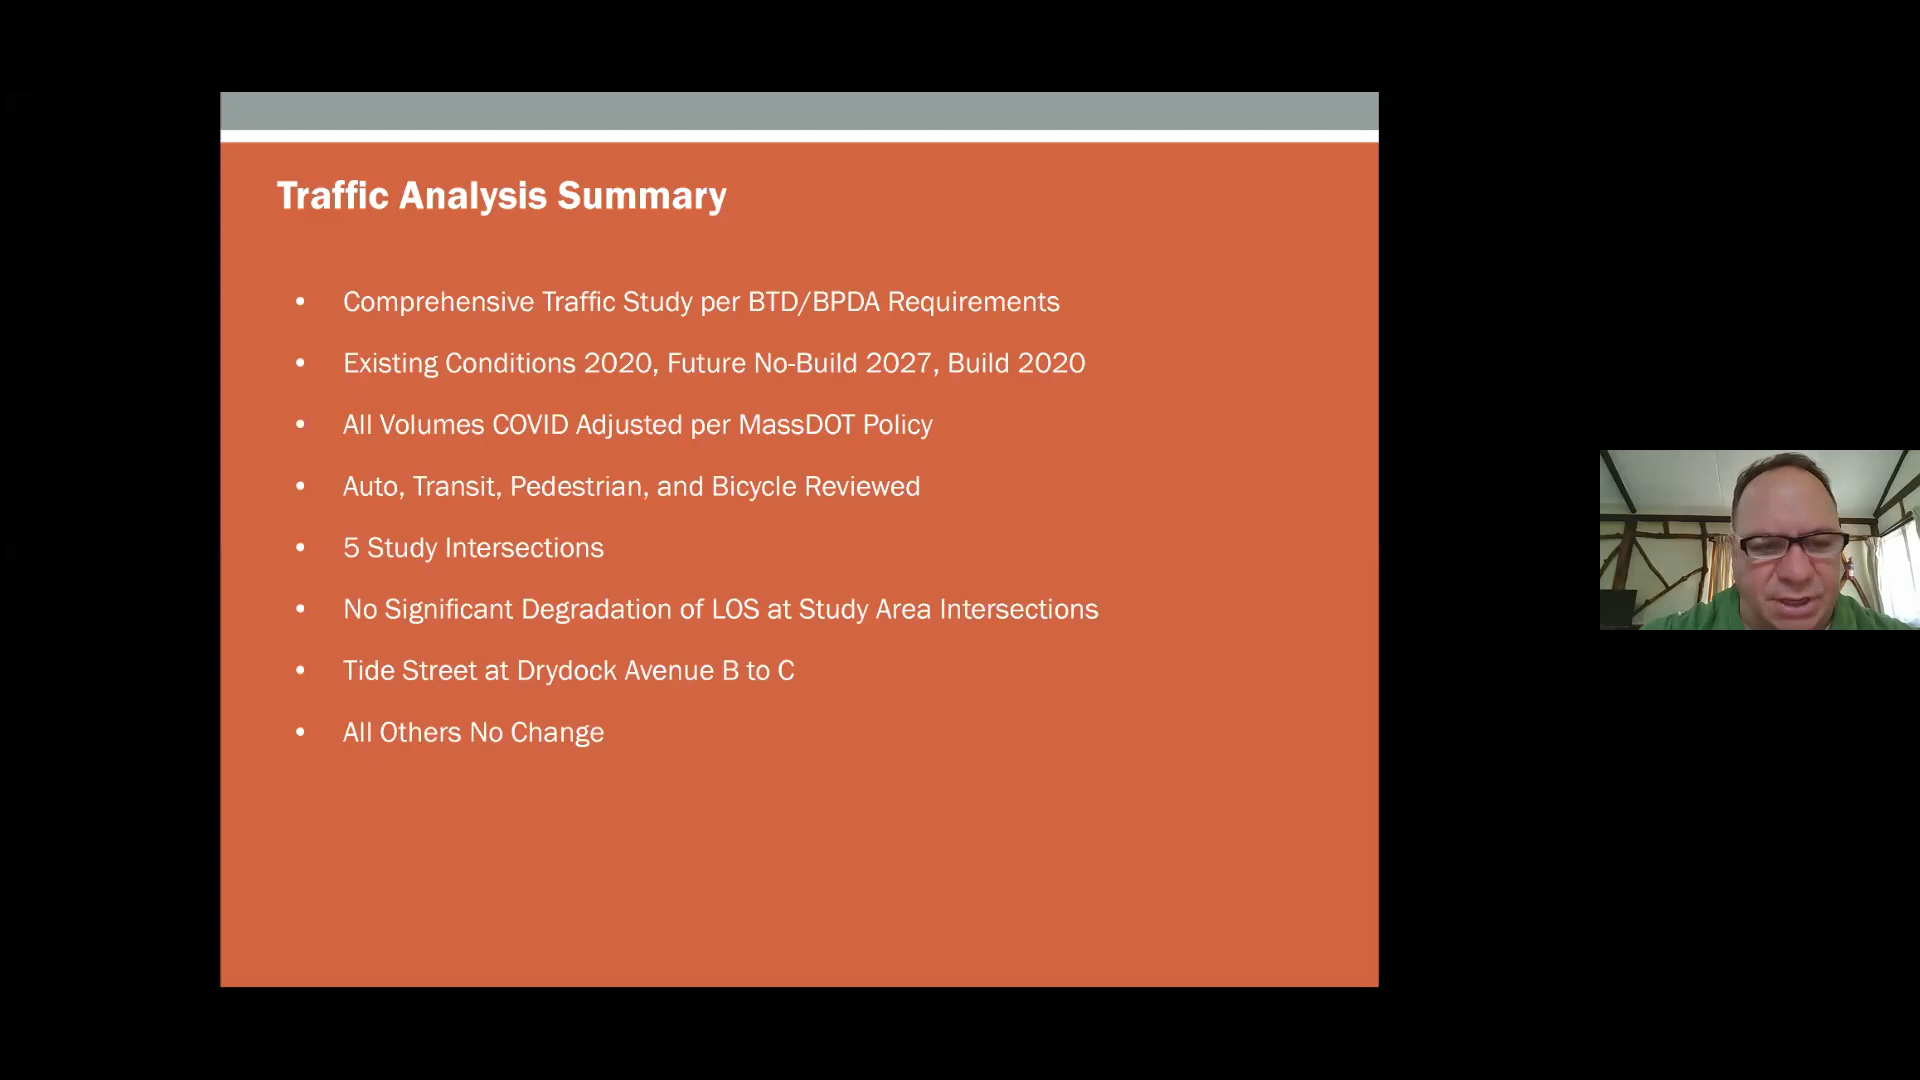 Traffic Analysis Summary
• Comprehensive Traffic Study per BTD/BPDA Requirements
• Existing Conditions 2020, Future No-Build 2027, Build 2020
• All Volumes COVID Adjusted per MassDOT Policy
• Auto, Transit, Pedestrian, and Bicycle Reviewed
• 5 Study Intersections
• No Significant Degradation of LOS at Study Area Intersections
• Tide Street at Drydock Avenue B to C
• All Others No Change